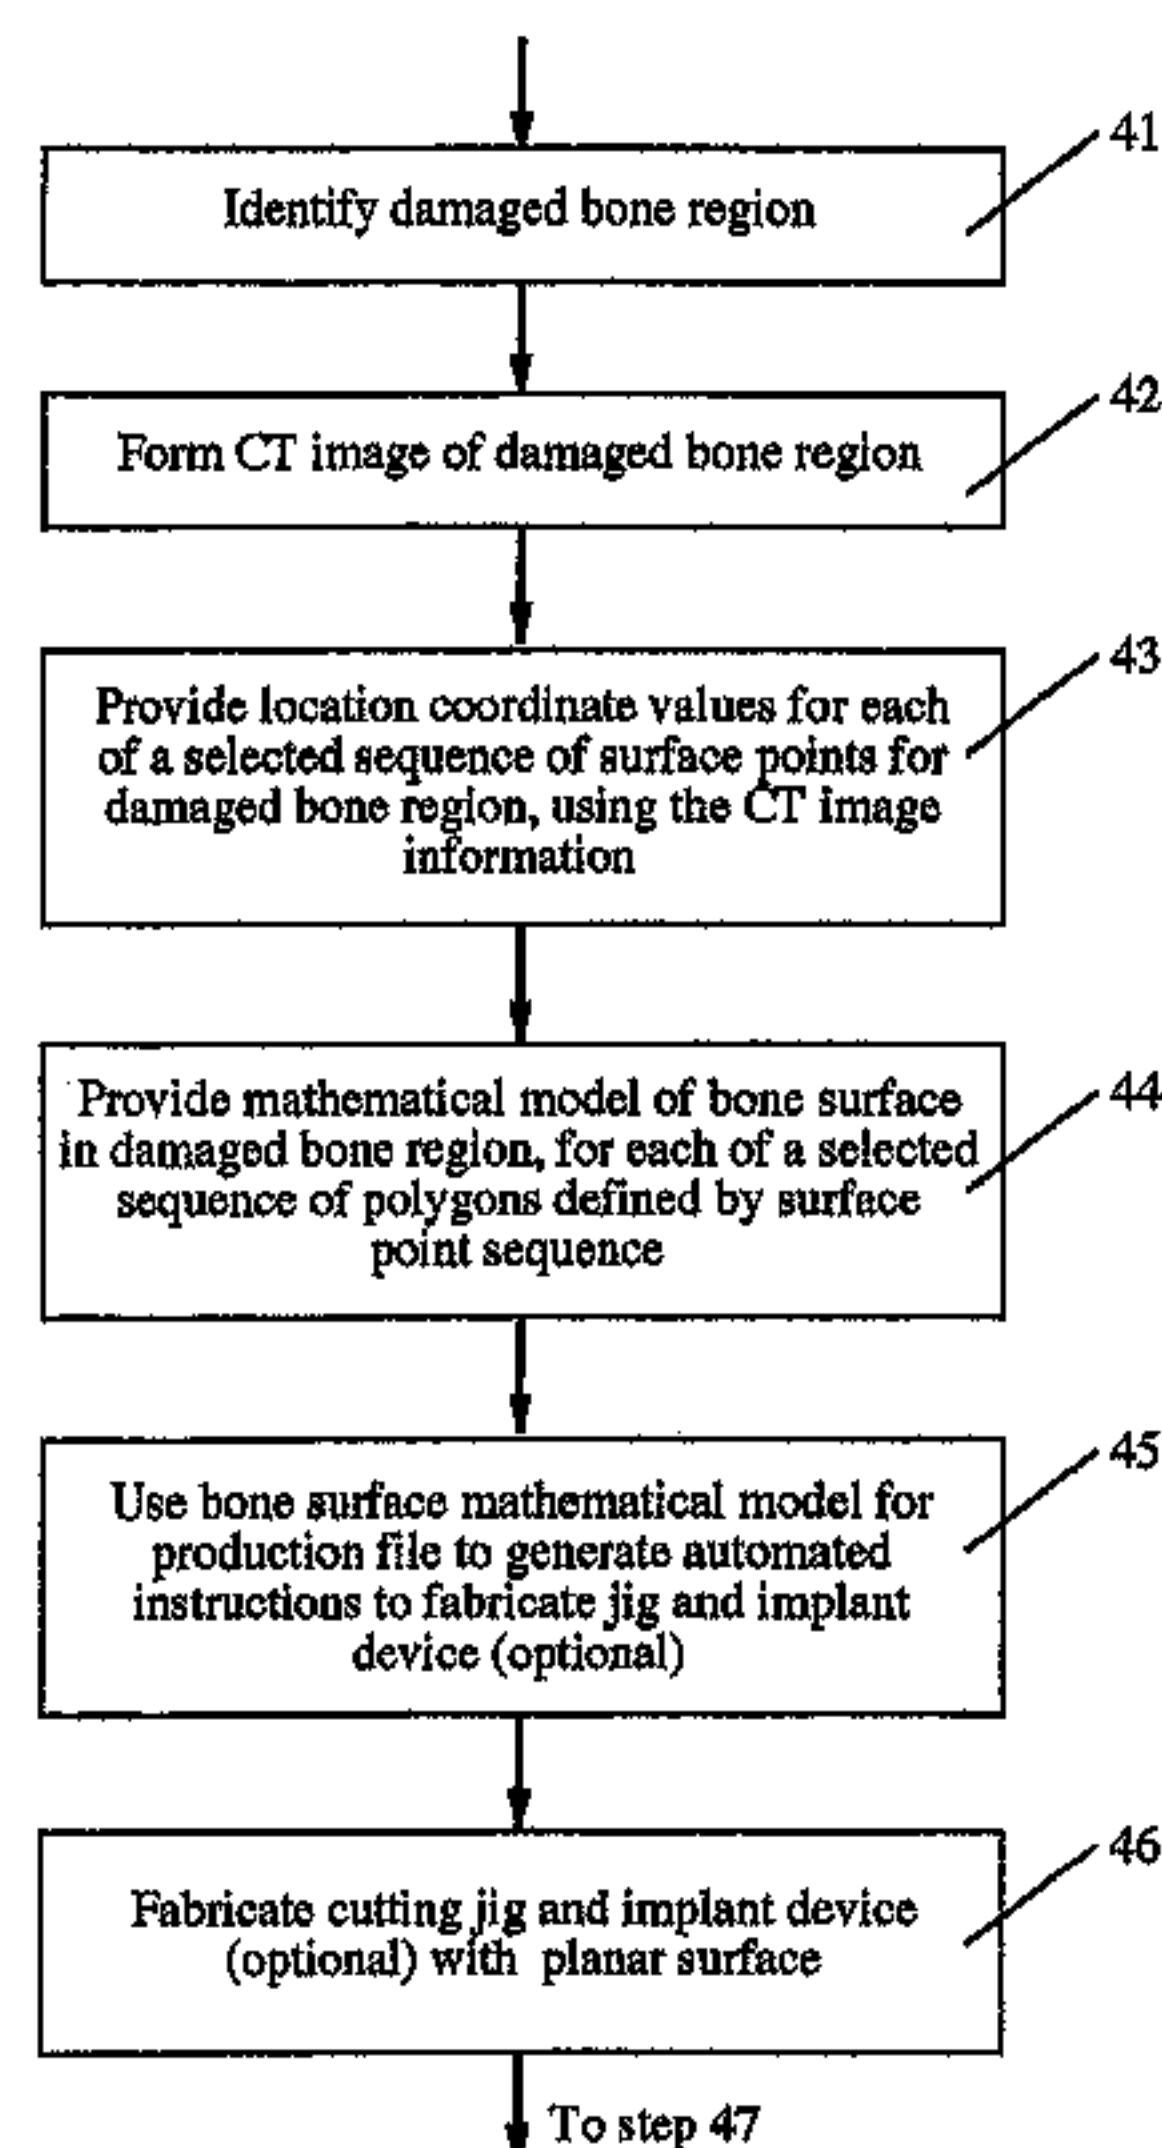 41
Identify damaged bone region
42
Form CT image of damaged bone region
43
Provide location coordinate values for each
of a selected sequence of surface points for
damaged bone region, using the CT image
information
44
Provide mathematical model of bone surface
in damaged bone region, for each of a selected
sequence of polygons defined by surface
point sequence
45
Use bone surface mathematical model for
production file to generate automated
instructions to fabricate jig and implant
device (optional)
46
Fabricate cutting jig and implant device
(optional) with planar surface
To step 47